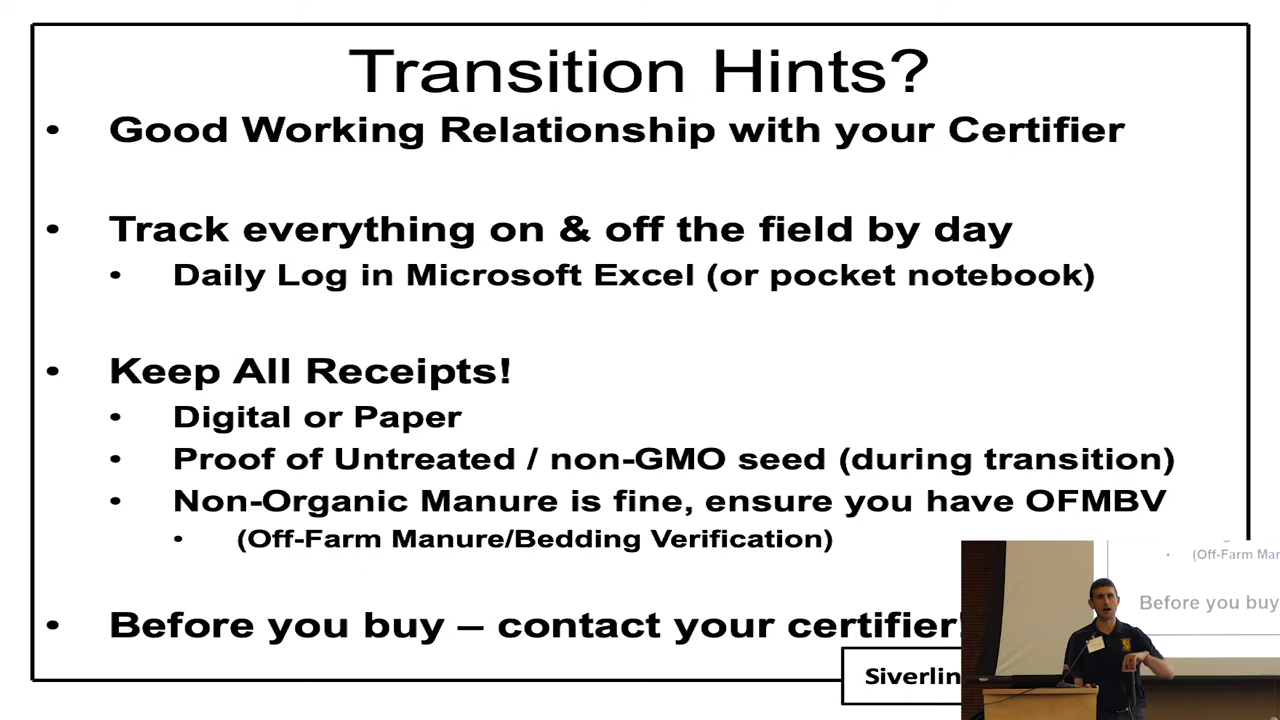 Transition Hints?
• Good Working Relationship with your Certifier
• Track everything on & off the field by day
• Daily Log in Microsoft Excel (or pocket notebook)
• Keep All Receipts!
• Digital or Paper
• Proof of Untreated / non-GMO seed (during transition)
• Non-Organic Manure is fine, ensure you have OFMBV
• (Off-Farm Manure/Bedding Verification)
• Before you buy – contact your certifier!
Siverlin
• (Off-Farm Mar
Before you buy